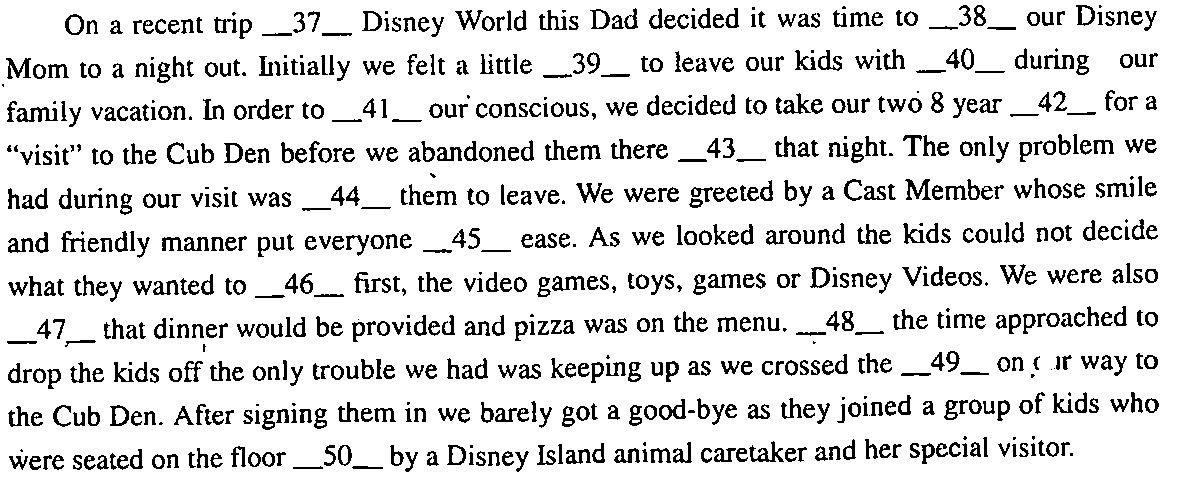 On a recent trip __37__ Disney World this Dad decided it was time to __38__ our Disney
Mom to a night out. Initially we felt a little __39__ to leave our kids with __40__ during our
family vacation. In order to __41__ our conscious, we decided to take our two 8 year __42__ for a
“visit” to the Cub Den before we abandoned them there __43__ that night. The only problem we
had during our visit was __44__ them to leave. We were greeted by a Cast Member whose smile
and friendly manner put everyone __45__ ease. As we looked around the kids could not decide
what they wanted to __46__ first, the video games, toys, games or Disney Videos. We were also
__47__ that dinner would be provided and pizza was on the menu. __48__ the time approached to
drop the kids off the only trouble we had was keeping up as we crossed the __49__ on way to
the Cub Den. After signing them in we barely got a good-bye as they joined a group of kids who
were seated on the floor __50__ by a Disney Island animal caretaker and her special visitor.